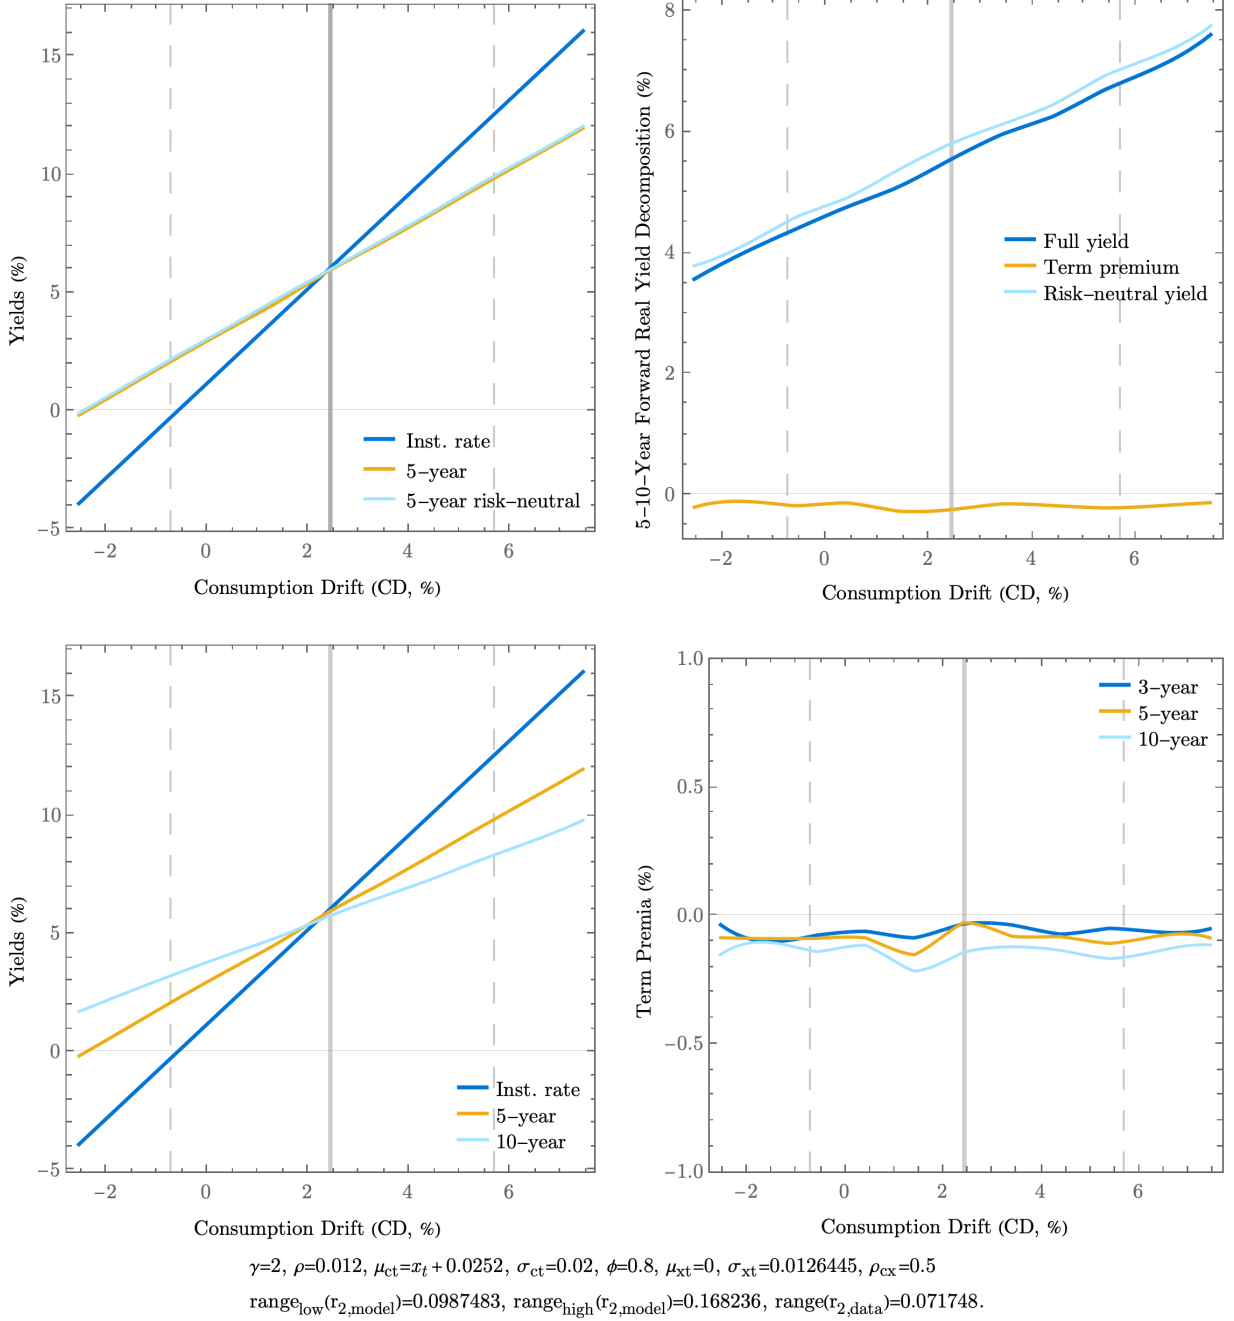 15
10
5
0
−5
Yields (%)
−2 0 2 4 6
Consumption Drift (CD, %)
Inst. rate
5−year
5−year risk−neutral
8
6
4
2
0
5−10−Year Forward Real Yield Decomposition (%)
−2 0 2 4 6
Consumption Drift (CD, %)
Full yield
Term premium
Risk−neutral yield
15
10
5
0
−5
Yields (%)
−2 0 2 4 6
Consumption Drift (CD, %)
Inst. rate
5−year
10−year
1.0
0.5
0.0
−0.5
−1.0
Term Premia (%)
−2 0 2 4 6
Consumption Drift (CD, %)
3−year
5−year
10−year
γ=2, ρ=0.012, μct=xt+0.0252, σct=0.02, ϕ=0.8, μxt=0, σxt=0.0126445, ρcx=0.5
rangelow(r2,model)=0.0987483, rangehigh(r2,model)=0.168236, range(r2,data)=0.071748.